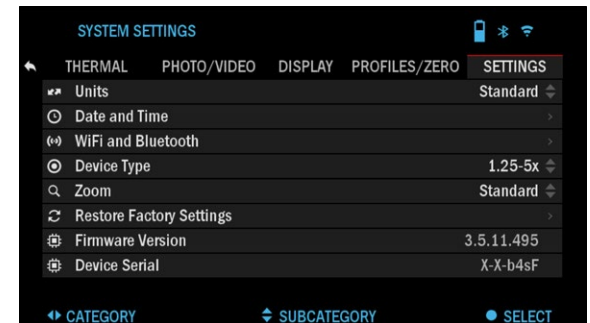 SYSTEM SETTINGS
THERMAL PHOTO/VIDEO DISPLAY PROFILES/ZERO SETTINGS
Units Standard
Date and Time
WiFi and Bluetooth
Device Type 1.25-5x
Zoom Standard
Restore Factory Settings
Firmware Version 3.5.11.495
Device Serial X-X-b4sF
CATEGORY SUBCATEGORY SELECT